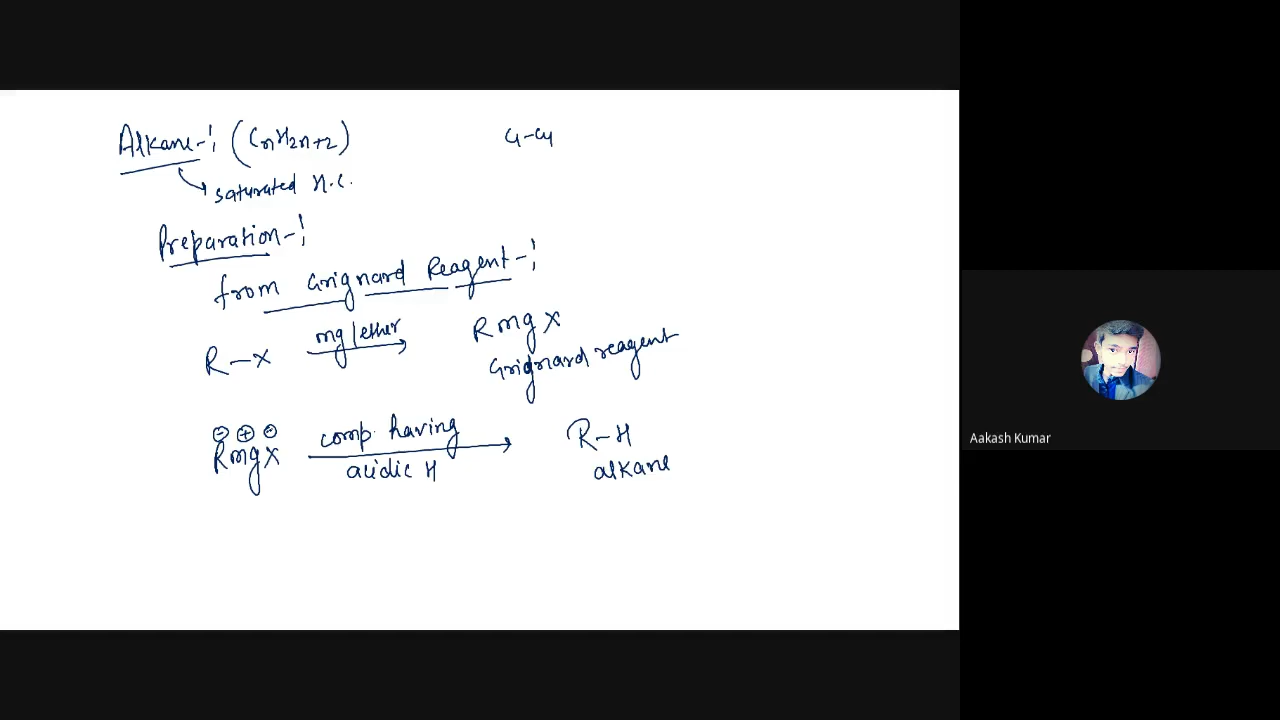 Alkane-! (CnH2n+2) C1-C4
saturated H.C.
Preparation-!
from Grignard Reagent-!
R-X mg/ether RmgX
Grignard reagent
⊖ ⊕ ⊖
RmgX comp. having R-H
acidic H alkane
Aakash Kumar